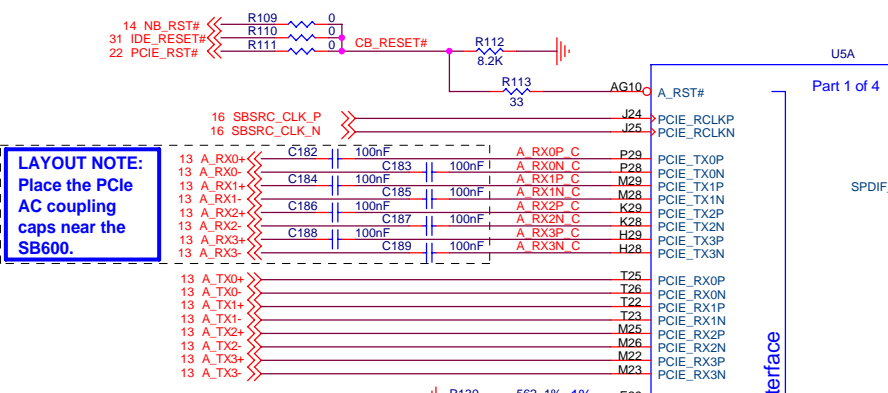 14 NB_RST# R109 0
31 IDE_RESET# R110 0
22 PCIE_RST# R111 0
CB_RESET#
R112
8.2K
R113
33
U5A
Part 1 of 4
AG10 A_RST#
16 SBSRC_CLK_P J24 PCIE_RCLKP
16 SBSRC_CLK_N J25 PCIE_RCLKN
LAYOUT NOTE:
Place the PCIe
AC coupling
caps near the
SB600.
13 A_RX0+ C182 100nF A_RX0P_C P29 PCIE_TX0P
13 A_RX0- C183 100nF A_RX0N_C P28 PCIE_TX0N
13 A_RX1+ C184 100nF A_RX1P_C M29 PCIE_TX1P
13 A_RX1- C185 100nF A_RX1N_C M28 PCIE_TX1N
13 A_RX2+ C186 100nF A_RX2P_C K29 PCIE_TX2P
13 A_RX2- C187 100nF A_RX2N_C K28 PCIE_TX2N
13 A_RX3+ C188 100nF A_RX3P_C H29 PCIE_TX3P
13 A_RX3- C189 100nF A_RX3N_C H28 PCIE_TX3N
SPDIF_
13 A_TX0+ T25 PCIE_RX0P
13 A_TX0- T26 PCIE_RX0N
13 A_TX1+ T22 PCIE_RX1P
13 A_TX1- T23 PCIE_RX1N
13 A_TX2+ M25 PCIE_RX2P
13 A_TX2- M26 PCIE_RX2N
13 A_TX3+ M22 PCIE_RX3P
13 A_TX3- M23 PCIE_RX3N
terface